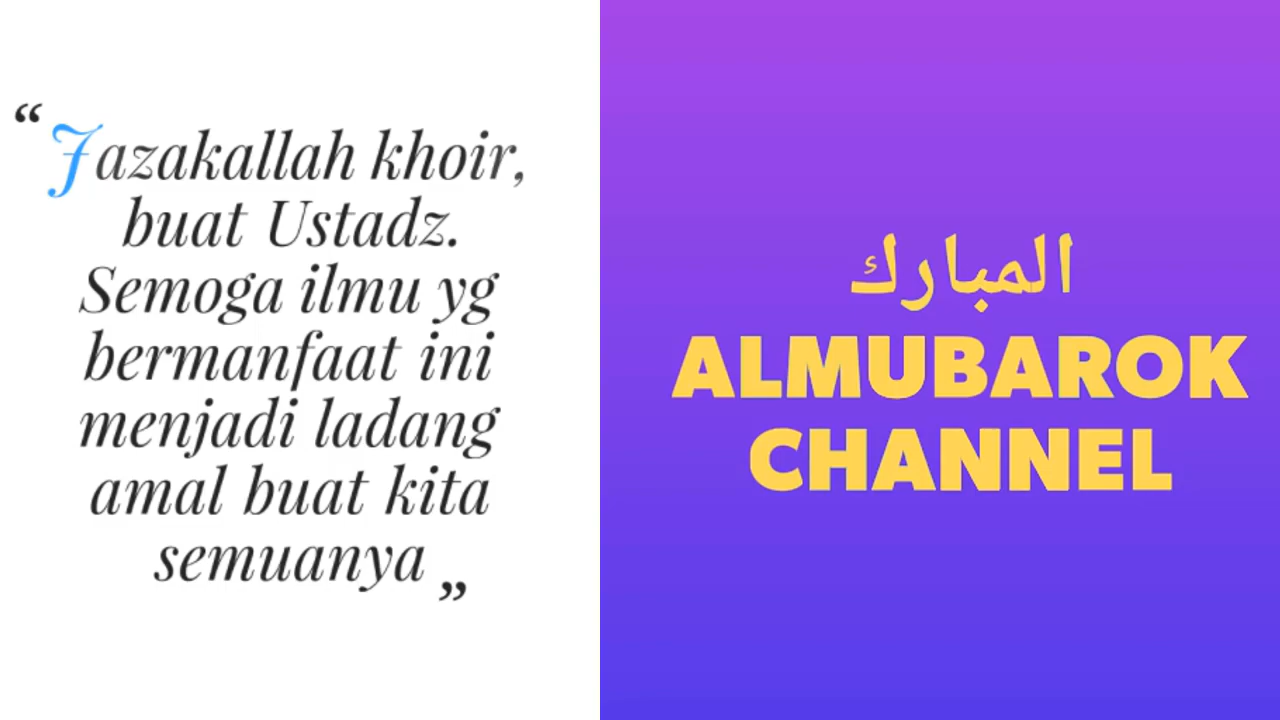 “Jazakallah khoir,
buat Ustadz.
Semoga ilmu yg
bermanfaat ini
menjadi ladang
amal buat kita
semuanya”
المبارك
ALMUBAROK
CHANNEL